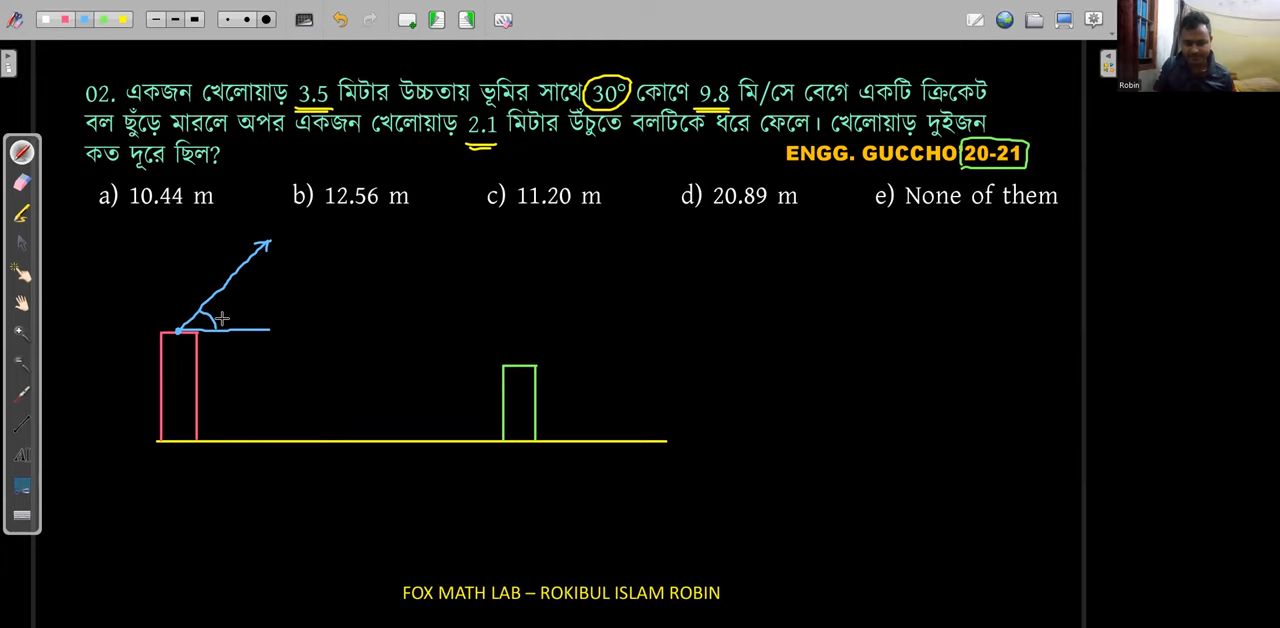 02. একজন খেলোয়াড় 3.5 মিটার উচ্চতায় ভূমির সাথে 30° কোণে 9.8 মি/সে বেগে একটি ক্রিকেট
বল ছুঁড়ে মারলে অপর একজন খেলোয়াড় 2.1 মিটার উঁচুতে বলটিকে ধরে ফেলে। খেলোয়াড় দুইজন
কত দূরে ছিল?
ENGG. GUCCHO 20-21
a) 10.44 m b) 12.56 m c) 11.20 m d) 20.89 m e) None of them
FOX MATH LAB – ROKIBUL ISLAM ROBIN
Robin